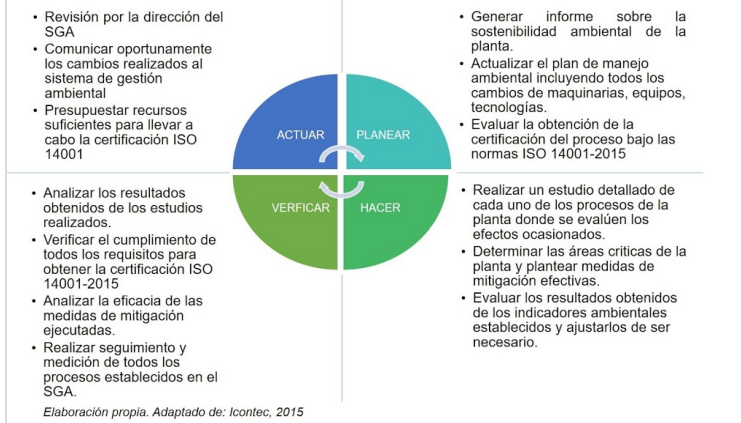 • Revisión por la dirección del
SGA
• Comunicar oportunamente
los cambios realizados al
sistema de gestión
ambiental
• Presupuestar recursos
suficientes para llevar a
cabo la certificación ISO
14001
• Generar informe sobre la
sostenibilidad ambiental de la
planta.
• Actualizar el plan de manejo
ambiental incluyendo todos los
cambios de maquinarias, equipos,
tecnologías.
• Evaluar la obtención de la
certificación del proceso bajo las
normas ISO 14001-2015
ACTUAR
PLANEAR
VERFICAR
HACER
• Analizar los resultados
obtenidos de los estudios
realizados.
• Verificar el cumplimiento de
todos los requisitos para
obtener la certificación ISO
14001-2015
• Analizar la eficacia de las
medidas de mitigación
ejecutadas.
• Realizar seguimiento y
medición de todos los
procesos establecidos en el
SGA.
• Realizar un estudio detallado de
cada uno de los procesos de la
planta donde se evalúen los
efectos ocasionados.
• Determinar las áreas criticas de la
planta y plantear medidas de
mitigación efectivas.
• Evaluar los resultados obtenidos
de los indicadores ambientales
establecidos y ajustarlos de ser
necesario.
Elaboración propia. Adaptado de: Icontec, 2015